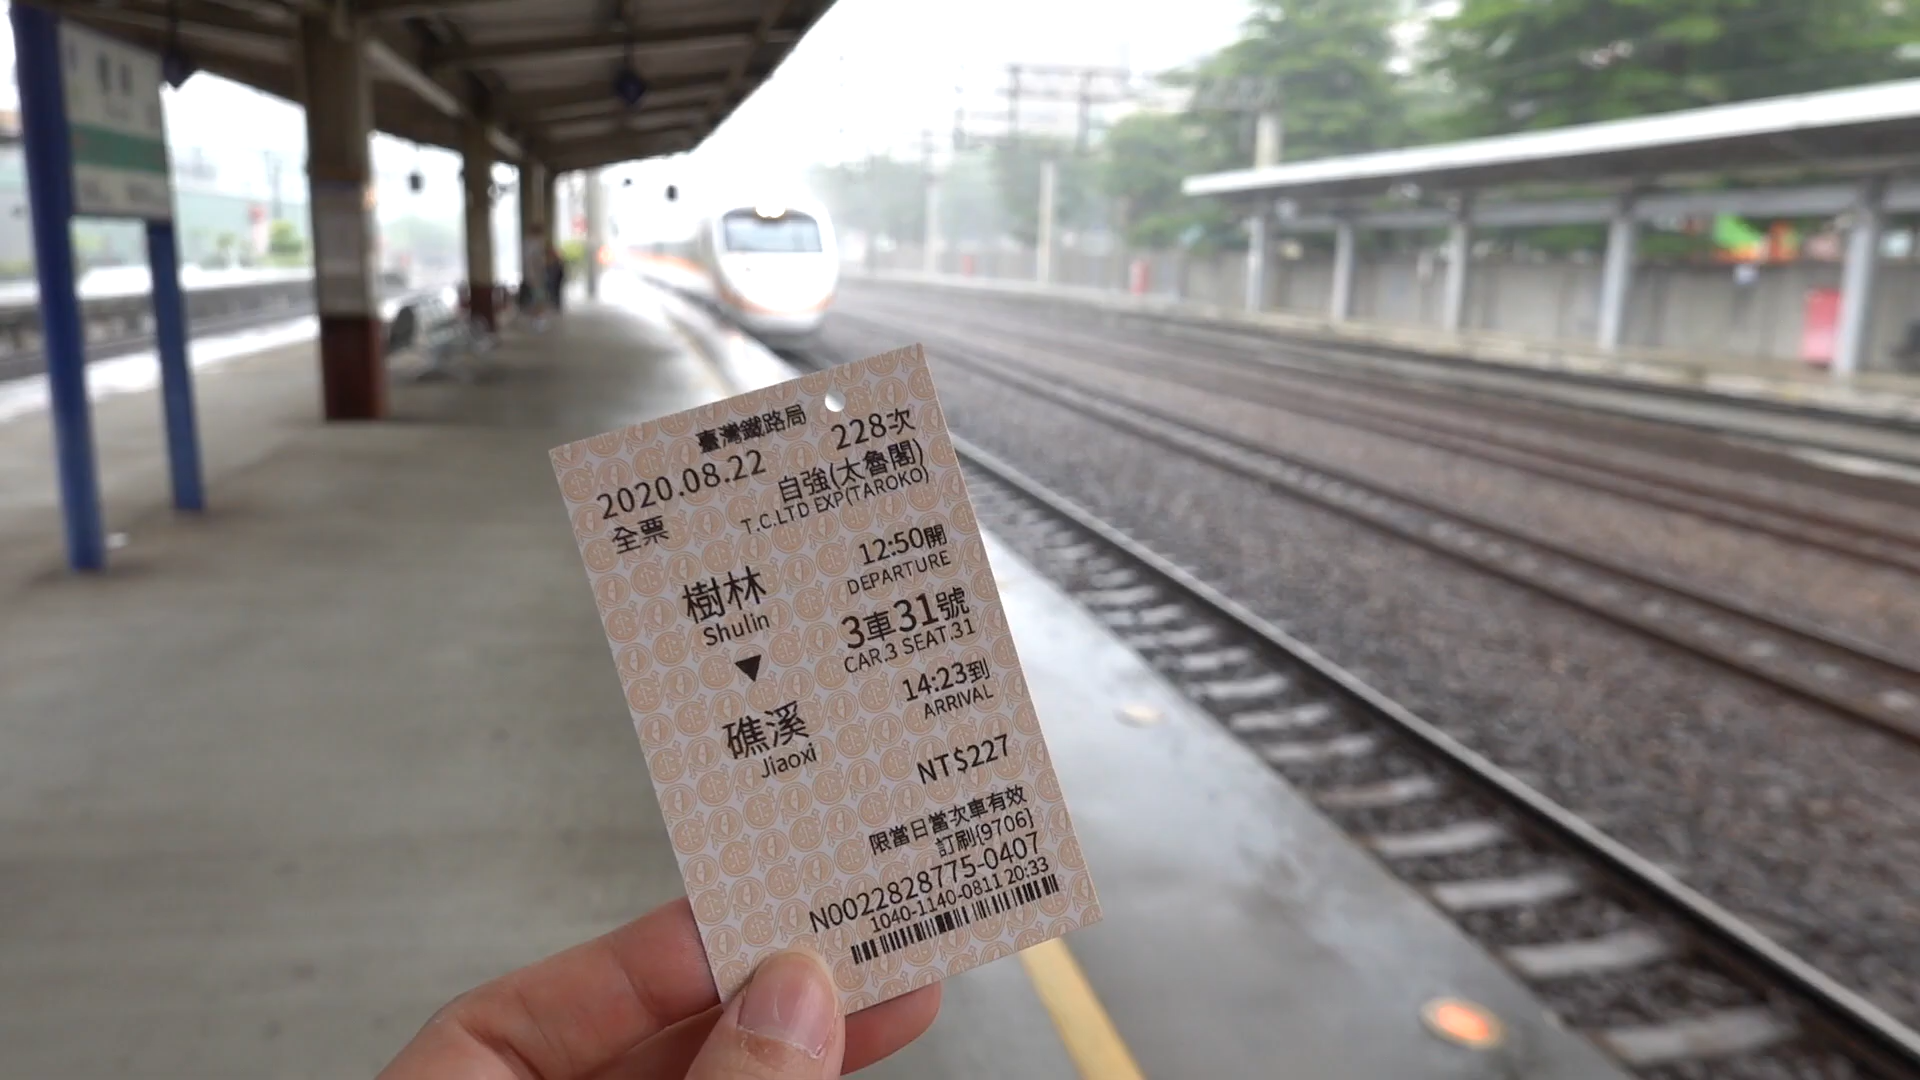 臺灣鐵路局
2020.08.22 228次
全票 自強(太魯閣)
T.C.LTD EXP(TAROKO)
12:50開
DEPARTURE
樹林
Shulin
3車31號
CAR.3 SEAT.31
▼
14:23到
ARRIVAL
礁溪
Jiaoxi
NT$227
限當日當次車有效
訂刷{9706}
N0022828775-0407
1040-1140-0811 20:33